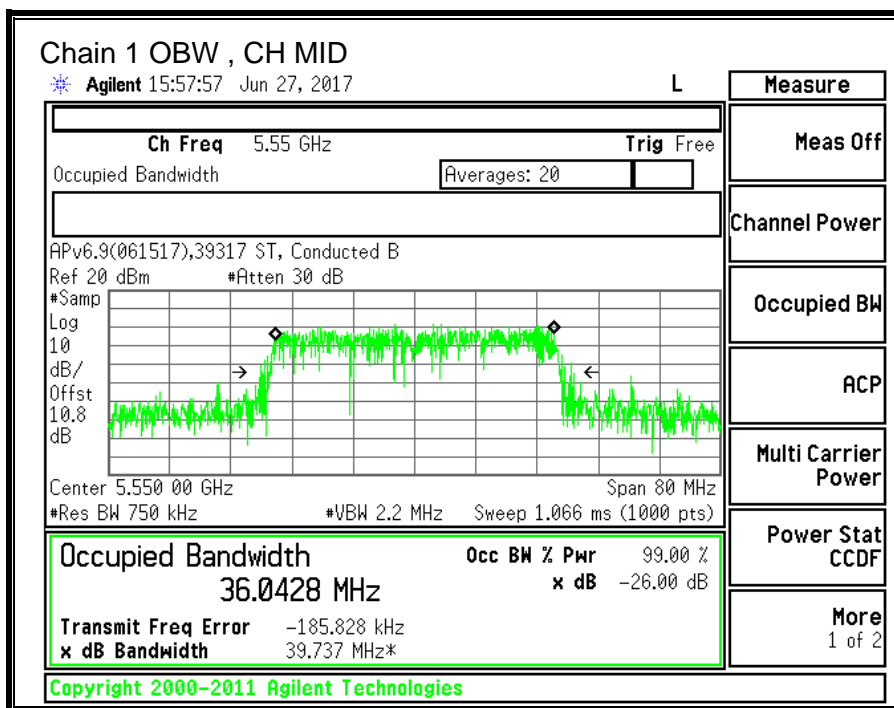 Chain 1 OBW , CH MID
Agilent 15:57:57 Jun 27, 2017 L
Measure
Ch Freq 5.55 GHz Trig Free
Meas Off
Occupied Bandwidth Averages: 20
Channel Power
APv6.9(061517),39317 ST, Conducted B
Ref 20 dBm #Atten 30 dB
#Samp
Log
10
dB/
Offst
10.8
dB
Occupied BW
ACP
Center 5.550 00 GHz Span 80 MHz
#Res BW 750 kHz #VBW 2.2 MHz Sweep 1.066 ms (1000 pts)
Multi Carrier
Power
Occupied Bandwidth Occ BW % Pwr 99.00 %
36.0428 MHz x dB -26.00 dB
Power Stat
CCDF
Transmit Freq Error -185.828 kHz
x dB Bandwidth 39.737 MHz*
More
1 of 2
Copyright 2000-2011 Agilent Technologies